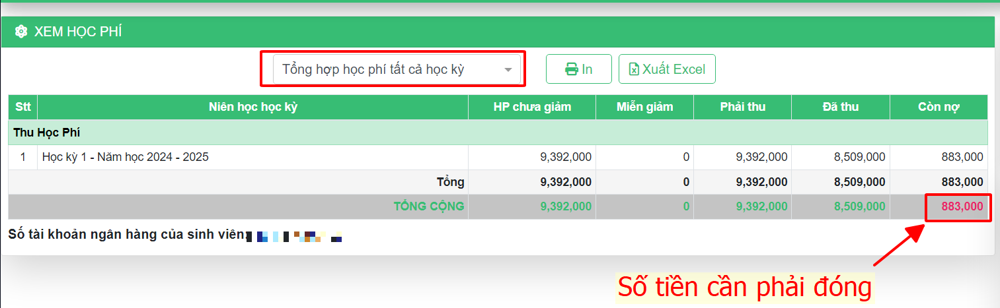 XEM HỌC PHÍ
Tổng hợp học phí tất cả học kỳ In Xuất Excel
Stt Niên học học kỳ HP chưa giảm Miễn giảm Phải thu Đã thu Còn nợ
Thu Học Phí
1 Học kỳ 1 - Năm học 2024 - 2025 9,392,000 0 9,392,000 8,509,000 883,000
Tổng 9,392,000 0 9,392,000 8,509,000 883,000
TỔNG CỘNG 9,392,000 0 9,392,000 8,509,000 883,000
Số tài khoản ngân hàng của sinh viên:
Số tiền cần phải đóng